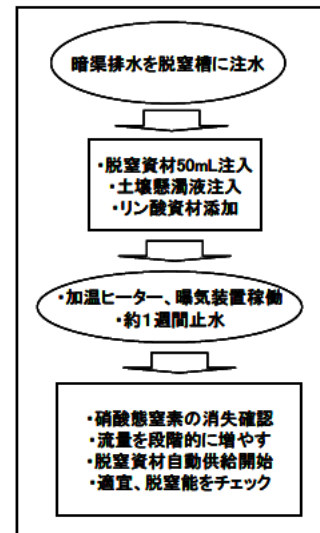 暗渠排水を脱窒槽に注水
・脱窒資材50mL注入
・土壌懸濁液注入
・リン酸資材添加
・加温ヒーター、曝気装置稼働
・約1週間止水
・硝酸態窒素の消失確認
・流量を段階的に増やす
・脱窒資材自動供給開始
・適宜、脱窒能をチェック